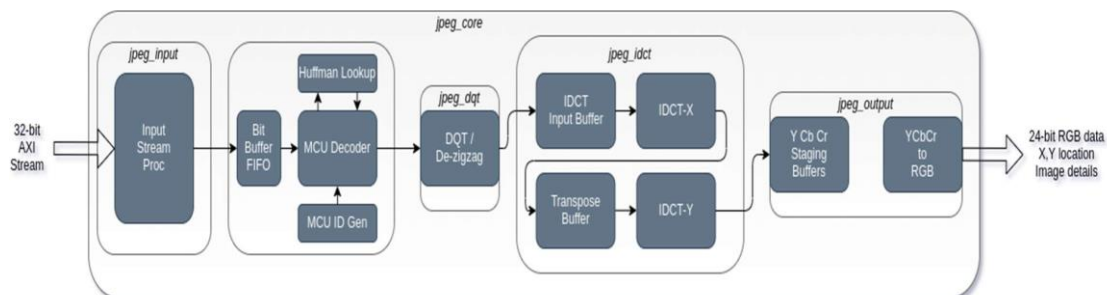 jpeg_core
jpeg_input
32-bit
AXI
Stream
Input
Stream
Proc
Bit
Buffer
FIFO
Huffman Lookup
MCU Decoder
MCU ID Gen
jpeg_dqt
DQT /
De-zigzag
jpeg_idct
IDCT
Input Buffer
IDCT-X
Transpose
Buffer
IDCT-Y
jpeg_output
Y Cb Cr
Staging
Buffers
YCbCr
to
RGB
24-bit RGB data
X,Y location
Image details